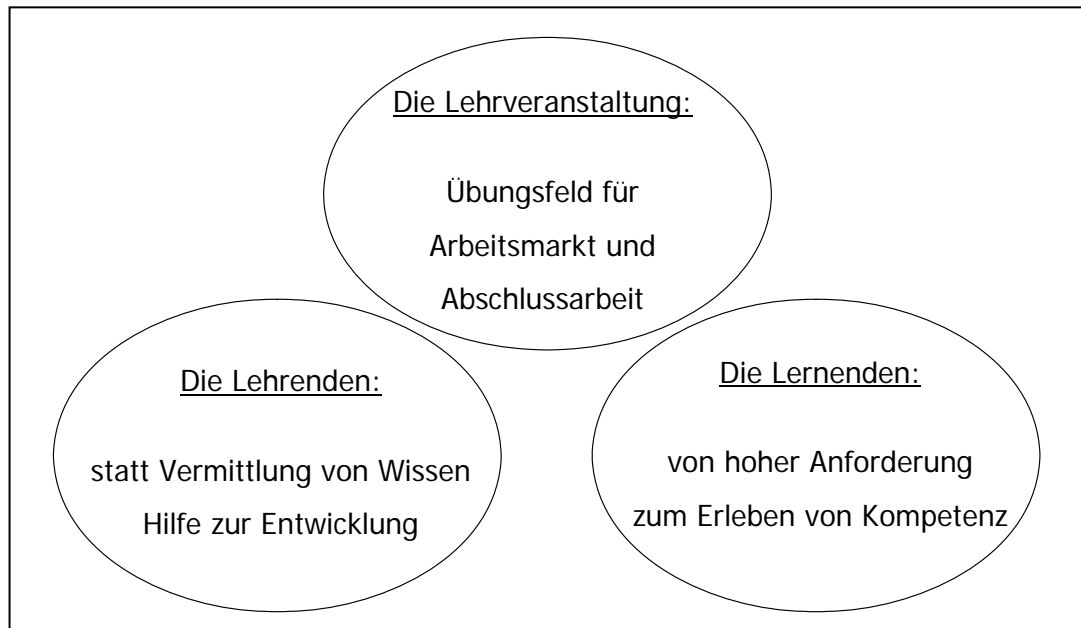 Die Lehrveranstaltung:
Übungsfeld für
Arbeitsmarkt und
Abschlussarbeit
Die Lehrenden:
statt Vermittlung von Wissen
Hilfe zur Entwicklung
Die Lernenden:
von hoher Anforderung
zum Erleben von Kompetenz